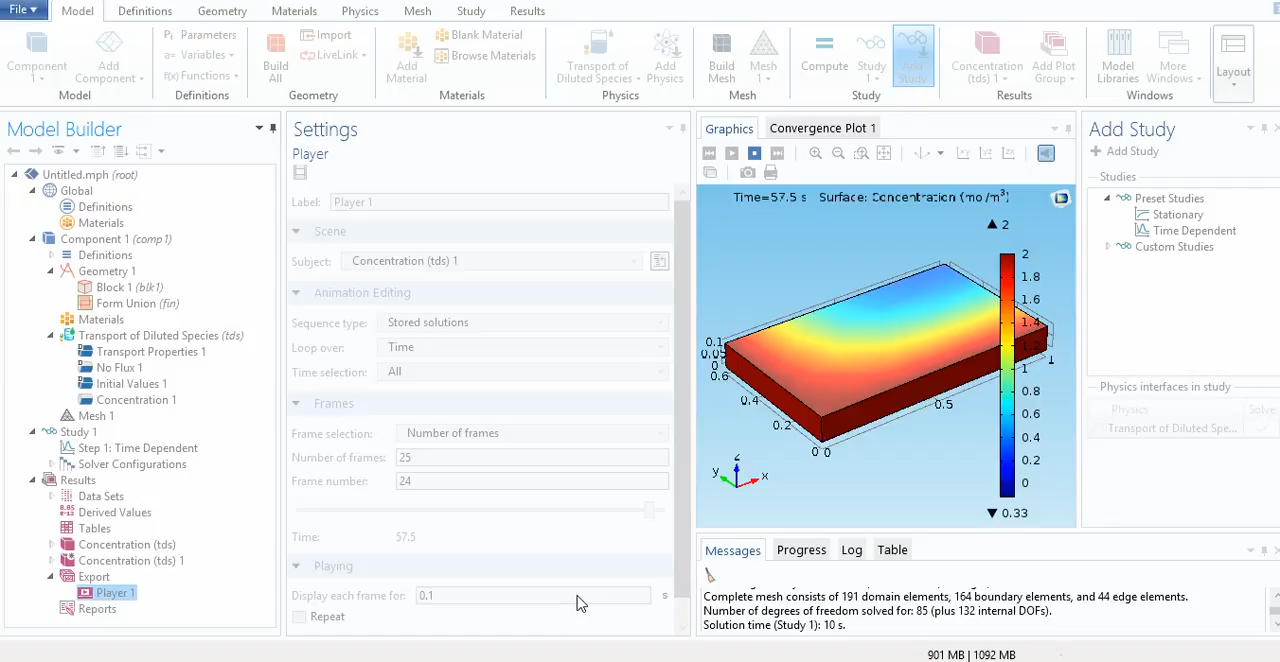 File
Model
Definitions
Geometry
Materials
Physics
Mesh
Study
Results
Component 1
Add Component
Model
Pi Parameters
a= Variables
f(x) Functions
Definitions
Build All
Import
LiveLink
Geometry
Add Material
Blank Material
Browse Materials
Materials
Transport of Diluted Species
Add Physics
Physics
Build Mesh
Mesh 1
Mesh
Compute
Study 1
Add Study
Study
Concentration (tds) 1
Add Plot Group
Results
Model Libraries
More Windows
Windows
Layout
Model Builder
Untitled.mph (root)
Global
Definitions
Materials
Component 1 (comp1)
Definitions
Geometry 1
Block 1 (blk1)
Form Union (fin)
Materials
Transport of Diluted Species (tds)
Transport Properties 1
No Flux 1
Initial Values 1
Concentration 1
Mesh 1
Study 1
Step 1: Time Dependent
Solver Configurations
Results
Data Sets
Derived Values
Tables
Concentration (tds)
Concentration (tds) 1
Export
Player 1
Reports
Settings
Player
Label: Player 1
Scene
Subject: Concentration (tds) 1
Animation Editing
Sequence type: Stored solutions
Loop over: Time
Time selection: All
Frames
Frame selection: Number of frames
Number of frames: 25
Frame number: 24
Time: 57.5
Playing
Display each frame for: 0.1 s
Repeat
Graphics
Convergence Plot 1
Time=57.5 s Surface: Concentration (mo/m³)
▲ 2
2
1.8
1.6
1.4
1.2
1
0.8
0.6
0.4
0.2
0
▼ 0.33
0.1
0.05
0
0.6
0.4
0.2
0 0
0.5
1
y
z
x
Messages
Progress
Log
Table
Complete mesh consists of 191 domain elements, 164 boundary elements, and 44 edge elements.
Number of degrees of freedom solved for: 85 (plus 132 internal DOFs).
Solution time (Study 1): 10 s.
Add Study
+ Add Study
Studies
Preset Studies
Stationary
Time Dependent
Custom Studies
Physics interfaces in study
Physics
Solve
Transport of Diluted Spe...
901 MB | 1092 MB